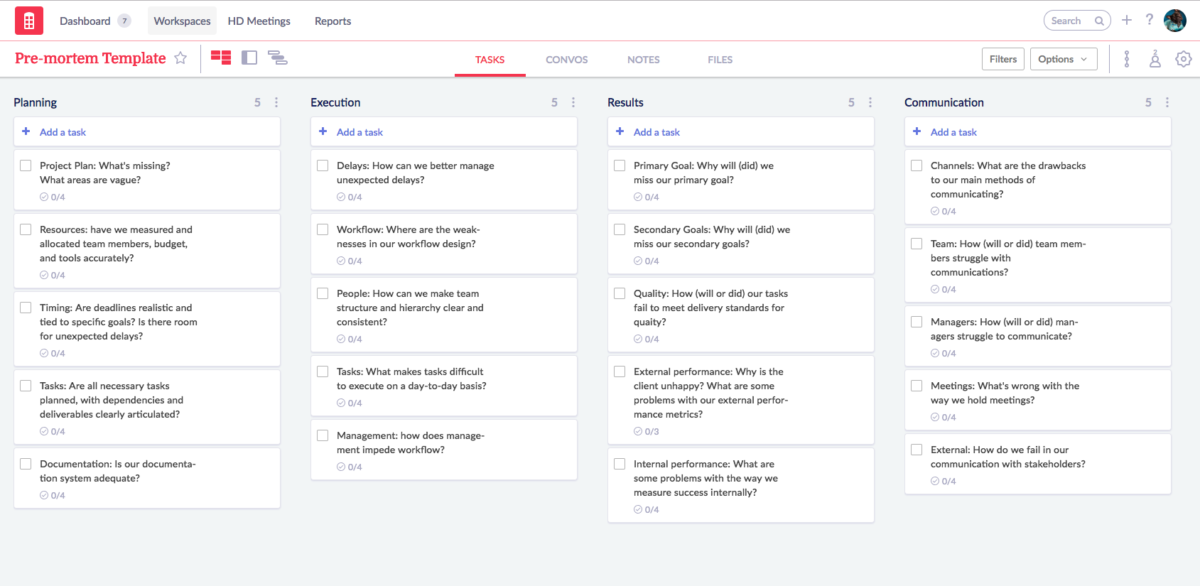 Dashboard 7 Workspaces HD Meetings Reports Search + ?
Pre-mortem Template
TASKS CONVOS NOTES FILES
Filters Options
Planning 5
+ Add a task
Project Plan: What's missing?
What areas are vague?
0/4
Resources: have we measured and
allocated team members, budget,
and tools accurately?
0/4
Timing: Are deadlines realistic and
tied to specific goals? Is there room
for unexpected delays?
0/4
Tasks: Are all necessary tasks
planned, with dependencies and
deliverables clearly articulated?
0/4
Documentation: Is our documenta-
tion system adequate?
0/4
Execution 5
+ Add a task
Delays: How can we better manage
unexpected delays?
0/4
Workflow: Where are the weak-
nesses in our workflow design?
0/4
People: How can we make team
structure and hierarchy clear and
consistent?
0/4
Tasks: What makes tasks difficult
to execute on a day-to-day basis?
0/4
Management: how does manage-
ment impede workflow?
0/4
Results 5
+ Add a task
Primary Goal: Why will (did) we
miss our primary goal?
0/4
Secondary Goals: Why will (did) we
miss our secondary goals?
0/4
Quality: How (will or did) our tasks
fail to meet delivery standards for
quaity?
0/4
External performance: Why is the
client unhappy? What are some
problems with our external perfor-
mance metrics?
0/3
Internal performance: What are
some problems with the way we
measure success internally?
0/4
Communication 5
+ Add a task
Channels: What are the drawbacks
to our main methods of
communicating?
0/4
Team: How (will or did) team mem-
bers struggle with
communications?
0/4
Managers: How (will or did) man-
agers struggle to communicate?
0/4
Meetings: What's wrong with the
way we hold meetings?
0/4
External: How do we fail in our
communication with stakeholders?
0/4